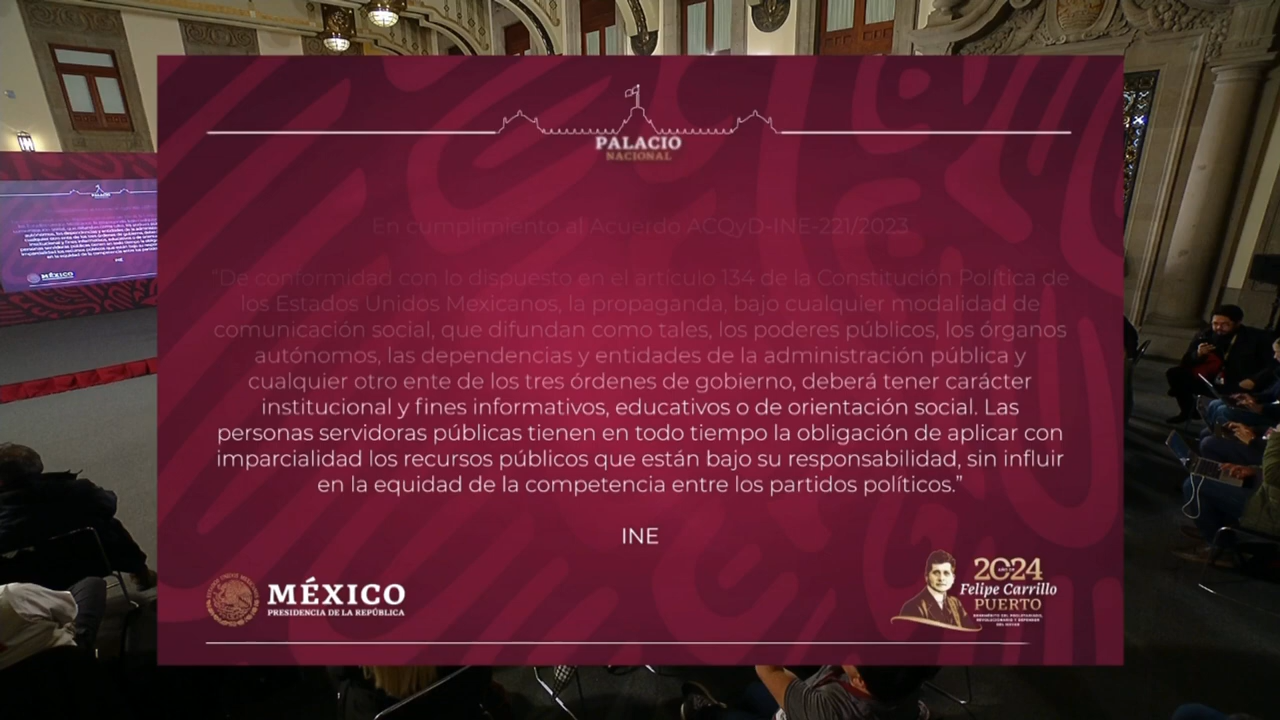 PALACIO
NACIONAL
En cumplimiento al Acuerdo ACQyD-INE-221/2023
“De conformidad con lo dispuesto en el artículo 134 de la Constitución Política de
los Estados Unidos Mexicanos, la propaganda, bajo cualquier modalidad de
comunicación social, que difundan como tales, los poderes públicos, los órganos
autónomos, las dependencias y entidades de la administración pública y
cualquier otro ente de los tres órdenes de gobierno, deberá tener carácter
institucional y fines informativos, educativos o de orientación social. Las
personas servidoras públicas tienen en todo tiempo la obligación de aplicar con
imparcialidad los recursos públicos que están bajo su responsabilidad, sin influir
en la equidad de la competencia entre los partidos políticos.”
INE
MÉXICO
PRESIDENCIA DE LA REPÚBLICA
2024
Felipe Carrillo
PUERTO
MÉXICO